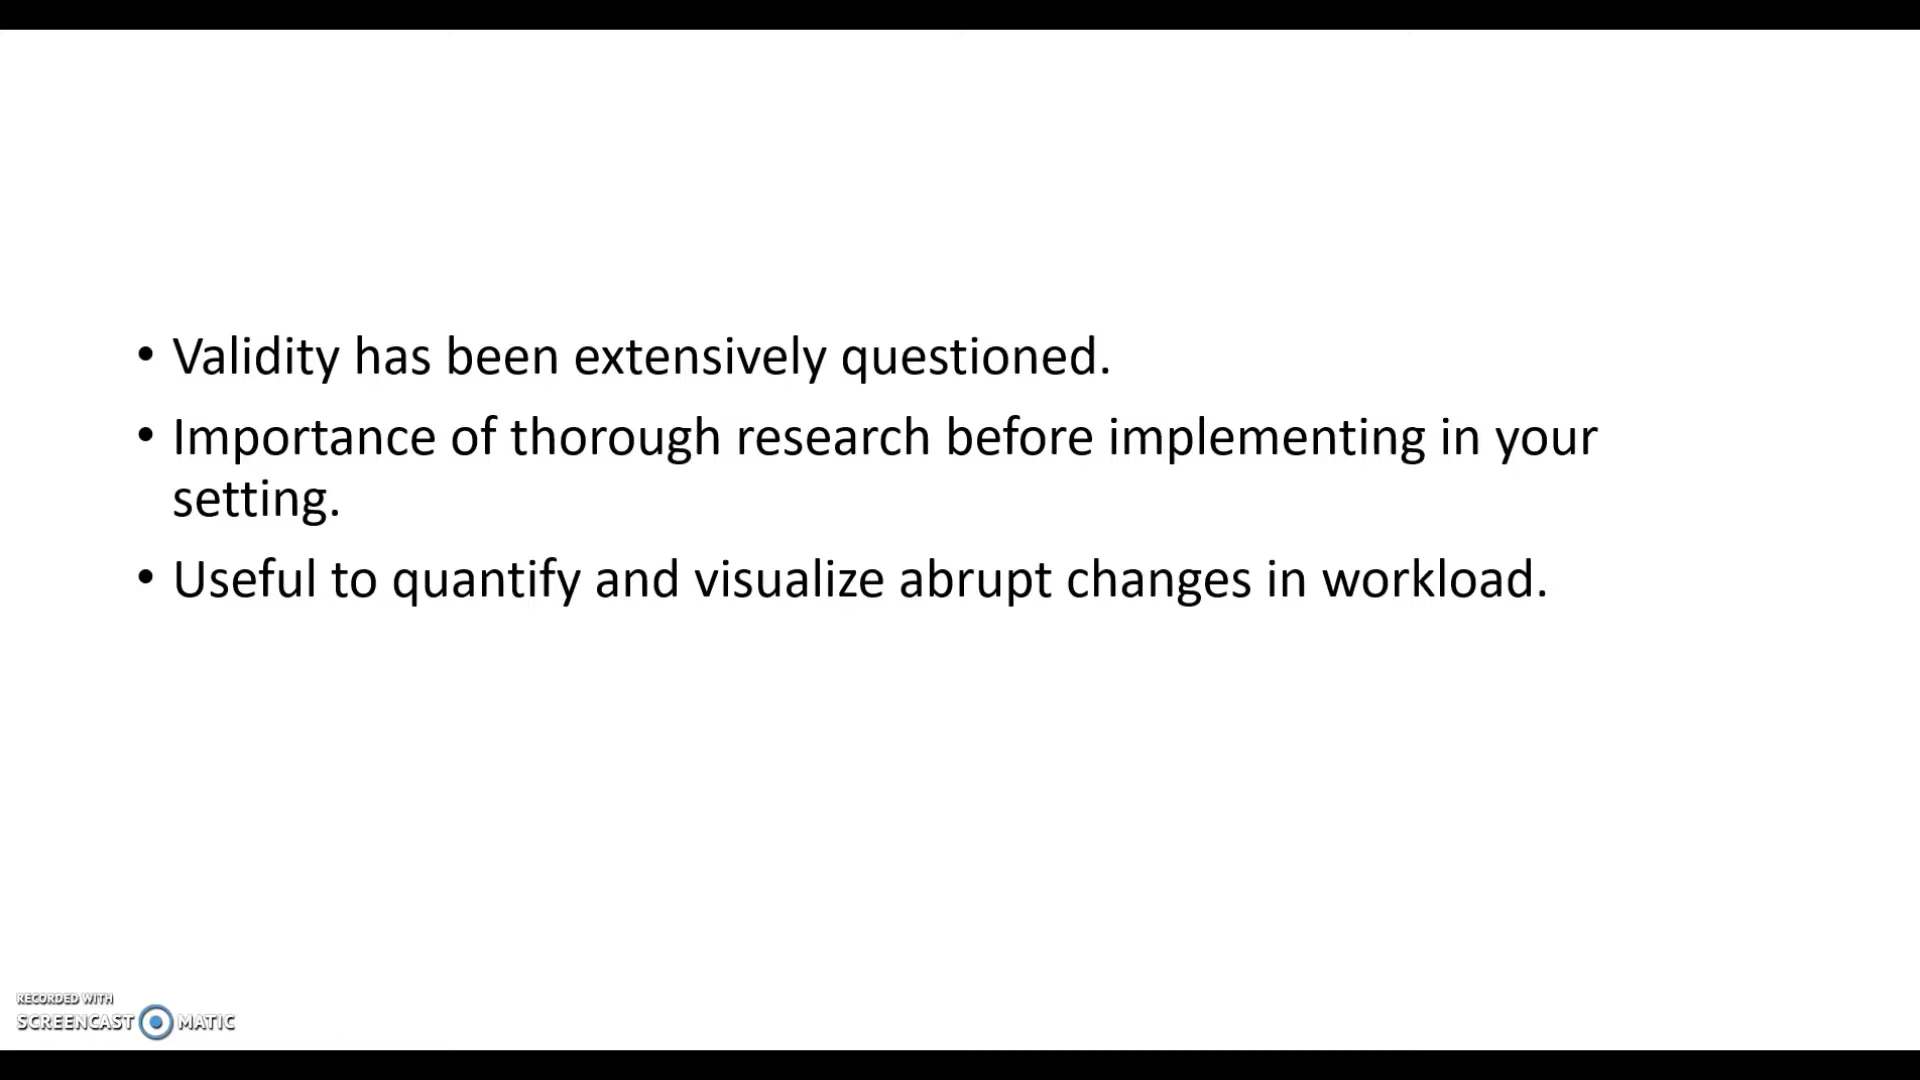 • Validity has been extensively questioned.
• Importance of thorough research before implementing in your
setting.
• Useful to quantify and visualize abrupt changes in workload.
RECORDED WITH
SCREENCAST MATIC